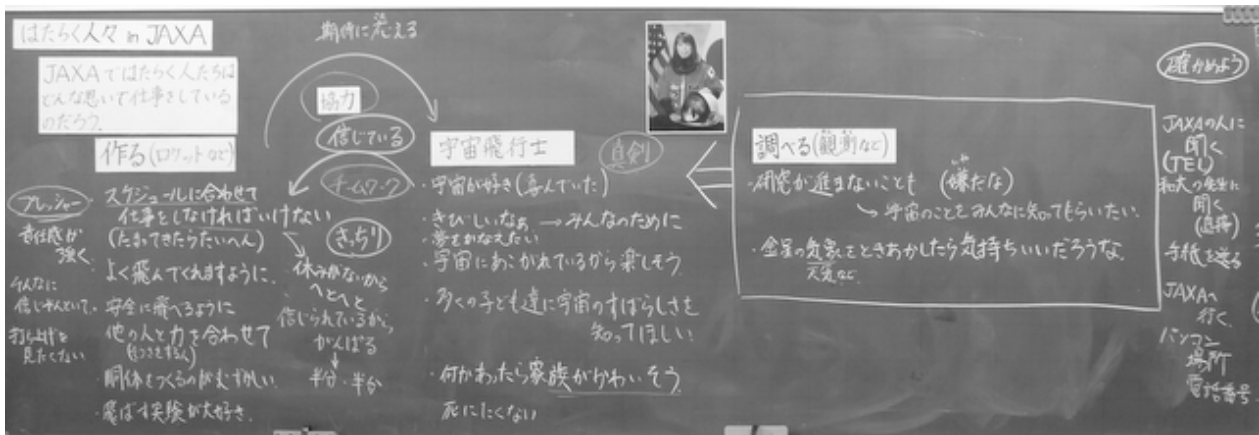 はたらく人々 in JAXA
JAXAではたらく人たちは
どんな思いで仕事をしている
のだろう。
作る(ロケットなど)
プレッシャー
責任感が
強く
スケジュールに合わせて
仕事をしなければいけない
(たまってきたらたいへん)
・よく飛んでくれますように。
・安全に飛べるように
他の人と力を合わせて
・胴体をつくるのがむずかしい
・飛ばす実験が大好き.
みんなに
打ち上げを
見たくない
期待に応える
協力
信じている
チームワーク
きっちり
休みがないから
へとへと
信じられているから、
がんばる
半分・半分
宇宙飛行士
真剣
・宇宙が好き(喜んでいた)
・きびしいなぁ → みんなのために
・夢をかなえたい
・宇宙にあこがれているから楽しそう
・多くの子ども達に宇宙のすばらしさを
知ってほしい
・何かあったら家族がかわいそう
死にたくない
調べる(観測など)
・研究が進まないことも (嫌だな)
宇宙のことをみんなに知ってもらいたい.
・金星の気象をときあかしたら気持ちいいだろうな.
天気など
確かめよう
JAXAの人に
聞く
(TEL)
和大の先生に
聞く
(直接)
手紙を送る
JAXAへ
行く.
パソコン
場所
電話番号